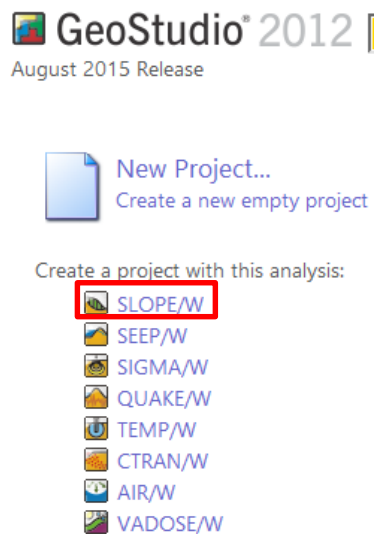 GeoStudio® 2012
August 2015 Release
New Project...
Create a new empty project
Create a project with this analysis:
SLOPE/W
SEEP/W
SIGMA/W
QUAKE/W
TEMP/W
CTRAN/W
AIR/W
VADOSE/W